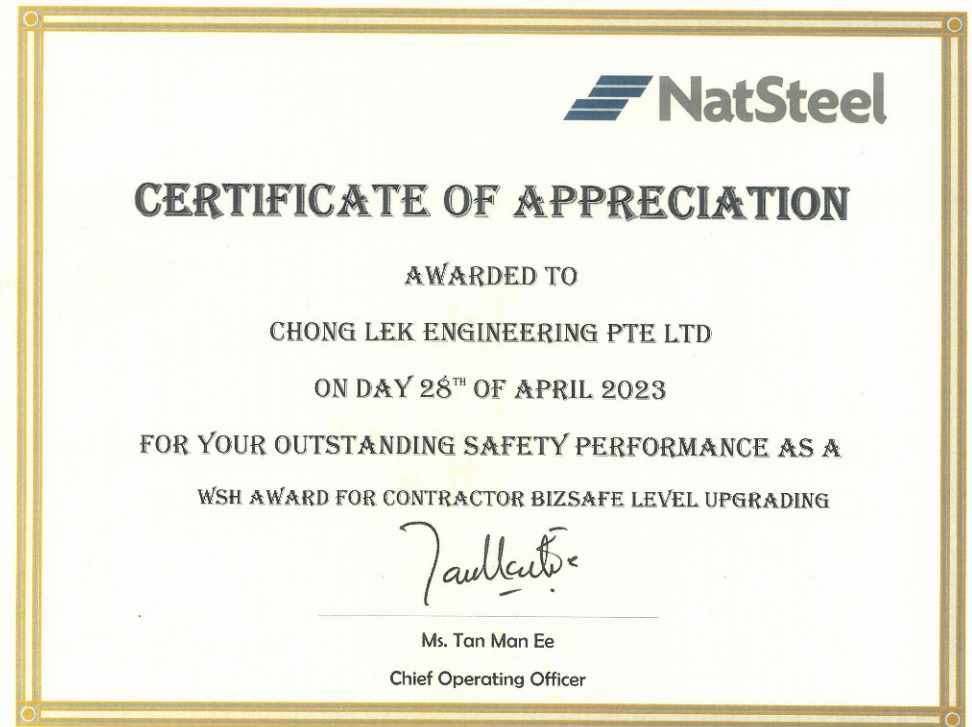 NatSteel
CERTIFICATE OF APPRECIATION
AWARDED TO
CHONG LEK ENGINEERING PTE LTD
ON DAY 28TH OF APRIL 2023
FOR YOUR OUTSTANDING SAFETY PERFORMANCE AS A
WSH AWARD FOR CONTRACTOR BIZSAFE LEVEL UPGRADING
Ms. Tan Man Ee
Chief Operating Officer